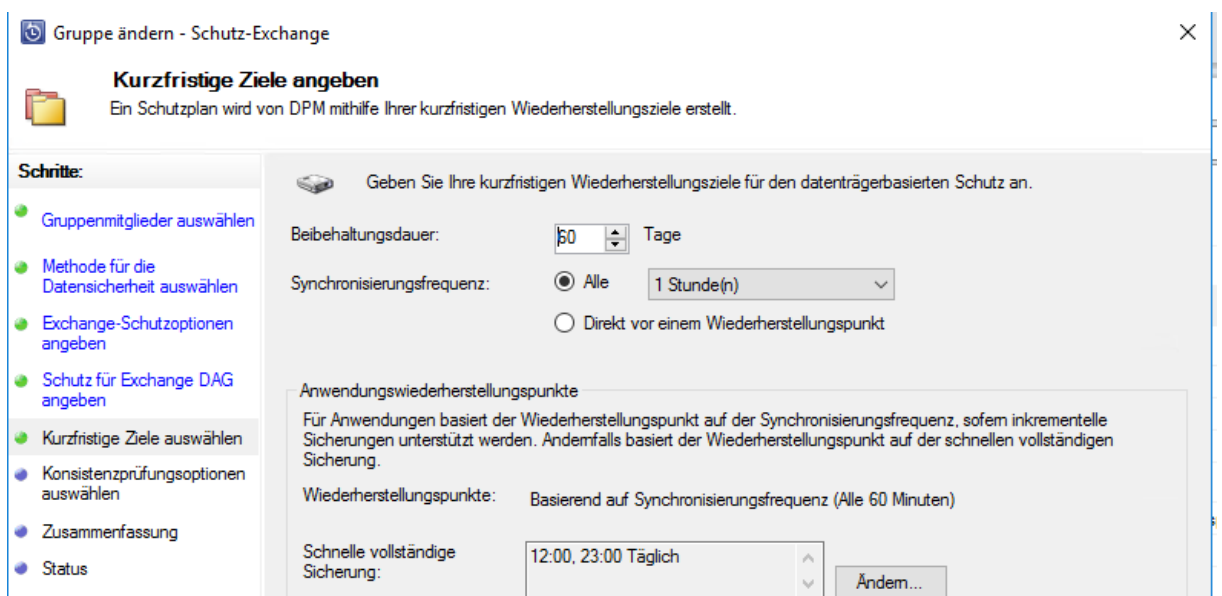 Gruppe ändern - Schutz-Exchange
Kurzfristige Ziele angeben
Ein Schutzplan wird von DPM mithilfe Ihrer kurzfristigen Wiederherstellungsziele erstellt.
Schritte:
Gruppenmitglieder auswählen
Methode für die
Datensicherheit auswählen
Exchange-Schutzoptionen
angeben
Schutz für Exchange DAG
angeben
Kurzfristige Ziele auswählen
Konsistenzprüfungsoptionen
auswählen
Zusammenfassung
Status
Geben Sie Ihre kurzfristigen Wiederherstellungsziele für den datenträgerbasierten Schutz an.
Beibehaltungsdauer: 60 Tage
Synchronisierungsfrequenz: Alle 1 Stunde(n)
Direkt vor einem Wiederherstellungspunkt
Anwendungswiederherstellungspunkte
Für Anwendungen basiert der Wiederherstellungspunkt auf der Synchronisierungsfrequenz, sofern inkrementelle
Sicherungen unterstützt werden. Andernfalls basiert der Wiederherstellungspunkt auf der schnellen vollständigen
Sicherung.
Wiederherstellungspunkte: Basierend auf Synchronisierungsfrequenz (Alle 60 Minuten)
Schnelle vollständige
Sicherung:
12:00, 23:00 Täglich
Ändern...